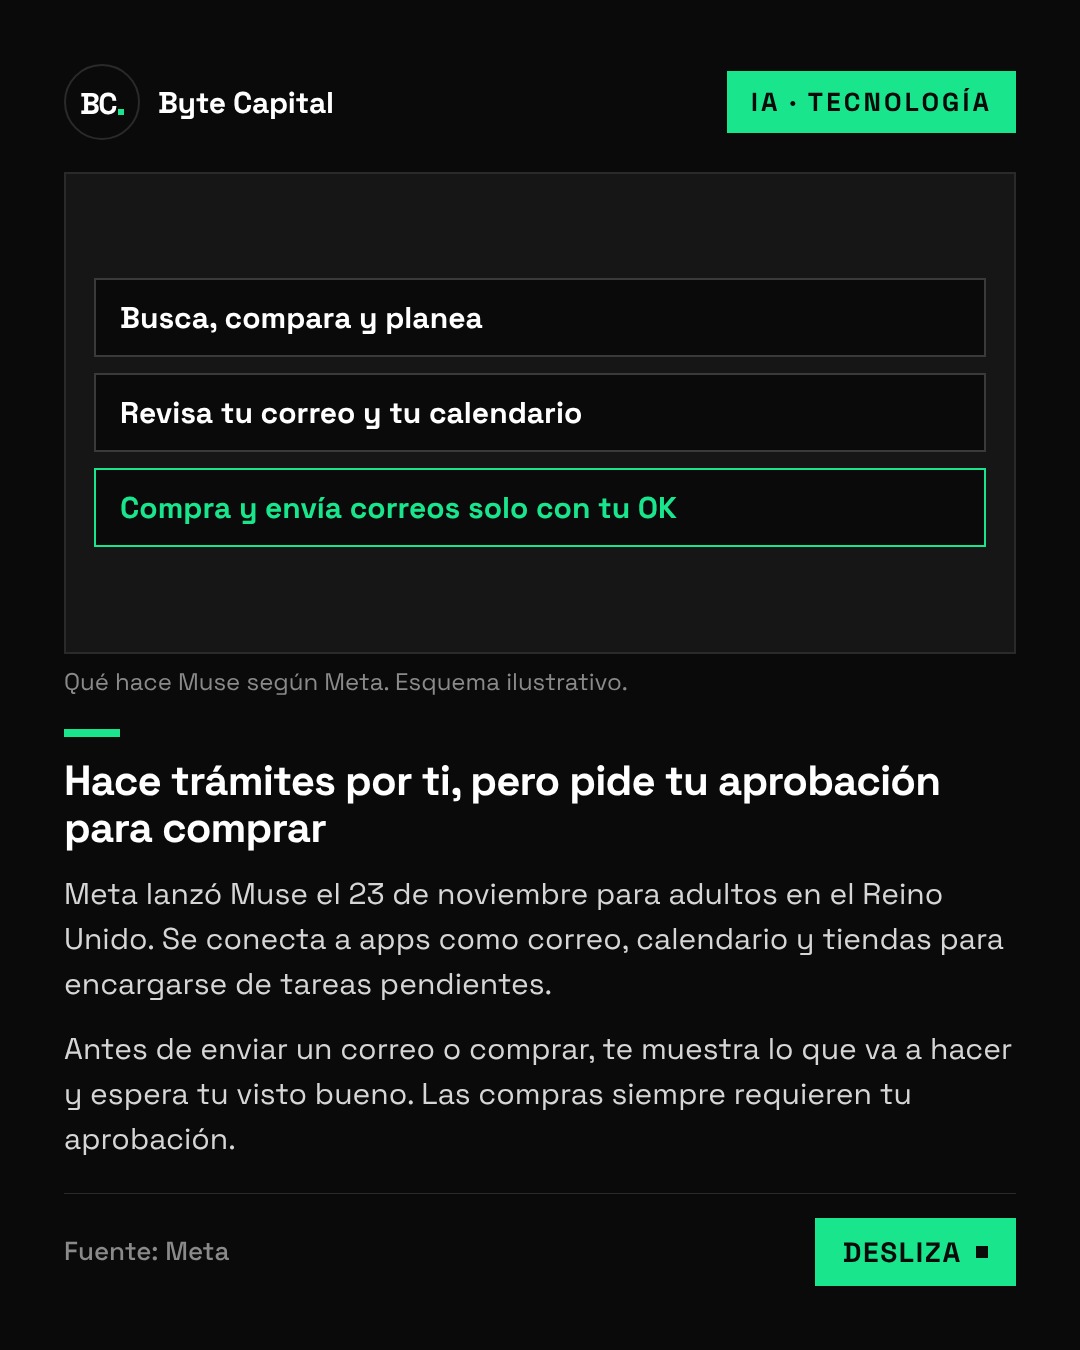 BC.
Byte Capital
IA · TECNOLOGÍA
Busca, compara y planea
Revisa tu correo y tu calendario
Compra y envía correos solo con tu OK
Qué hace Muse según Meta. Esquema ilustrativo.
Hace trámites por ti, pero pide tu aprobación
para comprar
Meta lanzó Muse el 23 de noviembre para adultos en el Reino
Unido. Se conecta a apps como correo, calendario y tiendas para
encargarse de tareas pendientes.
Antes de enviar un correo o comprar, te muestra lo que va a hacer
y espera tu visto bueno. Las compras siempre requieren tu
aprobación.
Fuente: Meta
DESLIZA